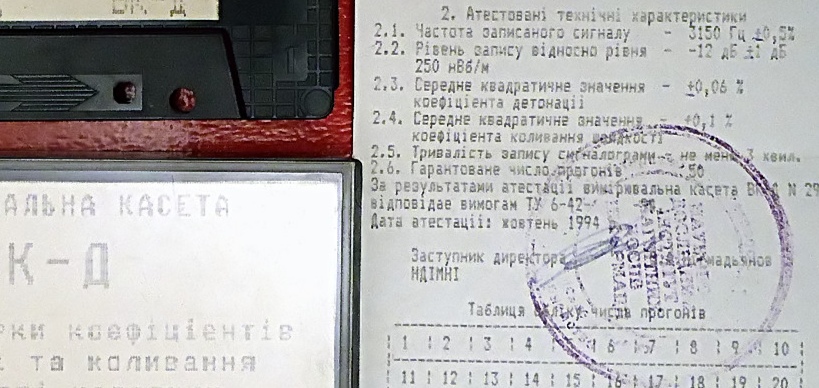 АЛЬНА КАСЕТА
К-Д
рки коефіцієнтів
та коливання
2. Атестовані технічні характеристики
2.1. Частота записаного сигналу - 3150 Гц ±0,5%
2.2. Рівень запису відносно рівня - -12 дБ ±1 дБ
250 нВб/м
2.3. Середне квадратичне значення - ±0,06 %
коефіцієнта детонації
2.4. Середне квадратичне значення - ±0,1 %
коефіцієнта коливання швидкості
2.5. Тривалість запису сигналограми - не менш 3 хвил.
2.6. Гарантоване число прогонів 50
За результатами атестації вимірювальна касета N 29
відповідає вимогам ТУ 6-42-
Дата атестації: жовтень 1994
Заступник директора
НДІМНІ
Таблиця обліку числа прогонів
1 2 3 4 6 7 8 9 10
11 12 13 14 15 16 17 18 19 20